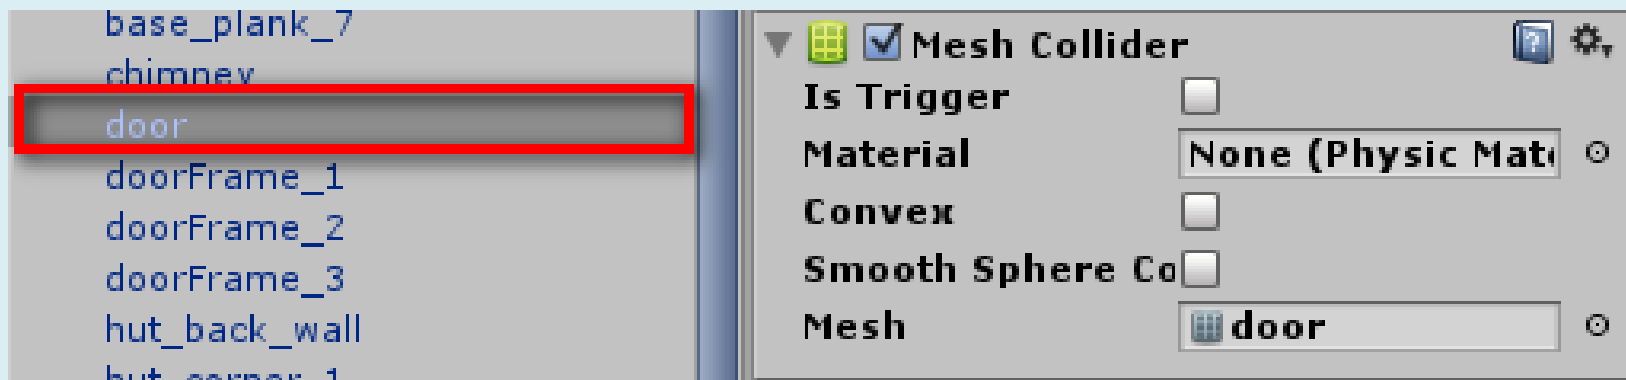 base_plank_7
chimney
door
doorFrame_1
doorFrame_2
doorFrame_3
hut_back_wall
hut_corner_1
Mesh Collider
Is Trigger
Material None (Physic Mat
Convex
Smooth Sphere Co
Mesh door